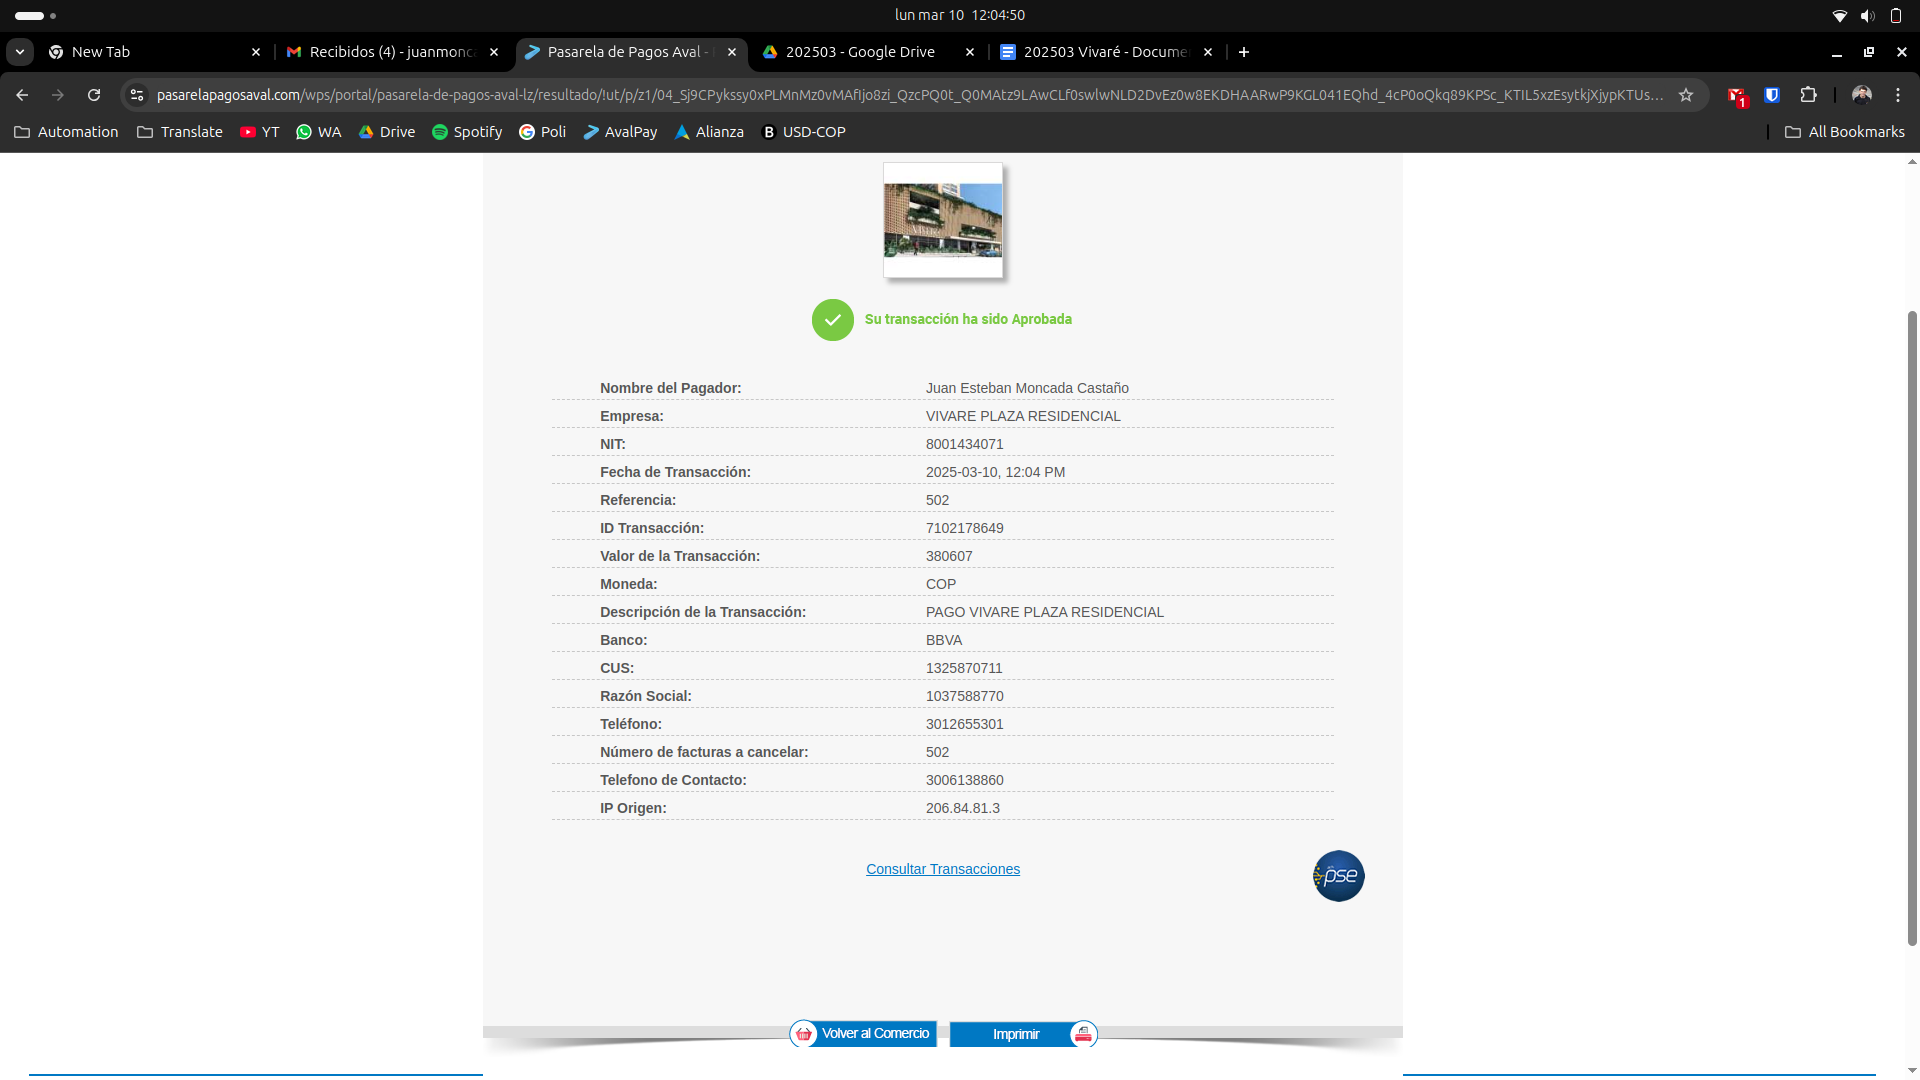 lun mar 10 12:04:50
New Tab
Recibidos (4) - juanmonca
Pasarela de Pagos Aval -
202503 - Google Drive
202503 Vivaré - Docume
pasarelapagosaval.com/wps/portal/pasarela-de-pagos-aval-lz/resultado/!ut/p/z1/04_Sj9CPykssy0xPLMnMz0vMAfIjo8zi_QzcPQ0t_Q0MAtz9LAwCLf0swlwNLD2DvEz0w8EKDHAARwP9KGL041EQhd_4cP0oQkq89KPSc_KTIL5xzEsytkjXjypKTUs...
1
Automation
Translate
YT
WA
Drive
Spotify
Poli
AvalPay
Alianza
USD-COP
All Bookmarks
Su transacción ha sido Aprobada
Nombre del Pagador: Juan Esteban Moncada Castaño
Empresa: VIVARE PLAZA RESIDENCIAL
NIT: 8001434071
Fecha de Transacción: 2025-03-10, 12:04 PM
Referencia: 502
ID Transacción: 7102178649
Valor de la Transacción: 380607
Moneda: COP
Descripción de la Transacción: PAGO VIVARE PLAZA RESIDENCIAL
Banco: BBVA
CUS: 1325870711
Razón Social: 1037588770
Teléfono: 3012655301
Número de facturas a cancelar: 502
Telefono de Contacto: 3006138860
IP Origen: 206.84.81.3
Consultar Transacciones
pse
Volver al Comercio
Imprimir